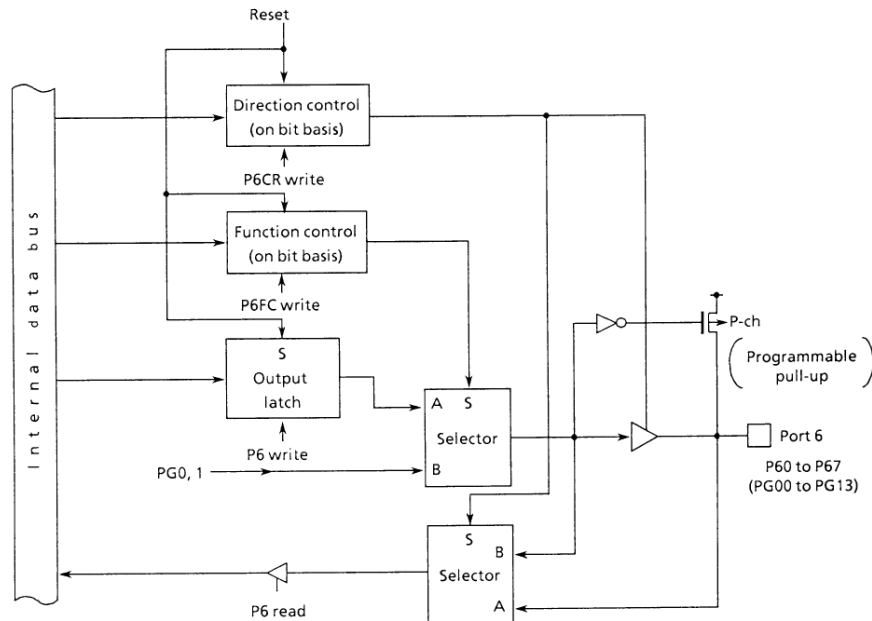 Reset
Direction control
(on bit basis)
P6CR write
Function control
(on bit basis)
P6FC write
S
Output
latch
P6 write
PG0, 1
A S
Selector
B
P-ch
Programmable
pull-up
Port 6
P60 to P67
(PG00 to PG13)
S
B
Selector
A
P6 read
Internal data bus